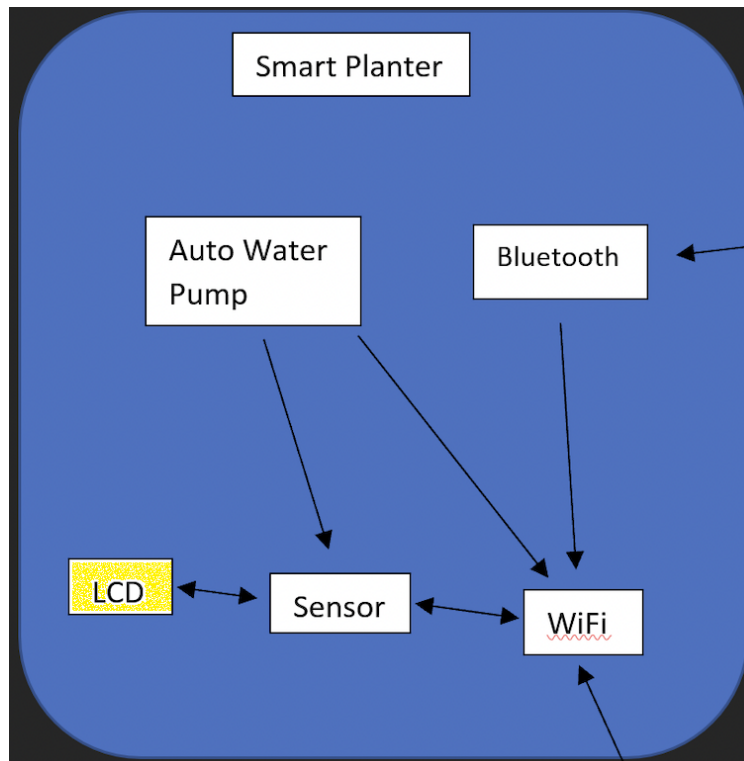 Smart Planter
Auto Water
Pump
Bluetooth
LCD
Sensor
WiFi